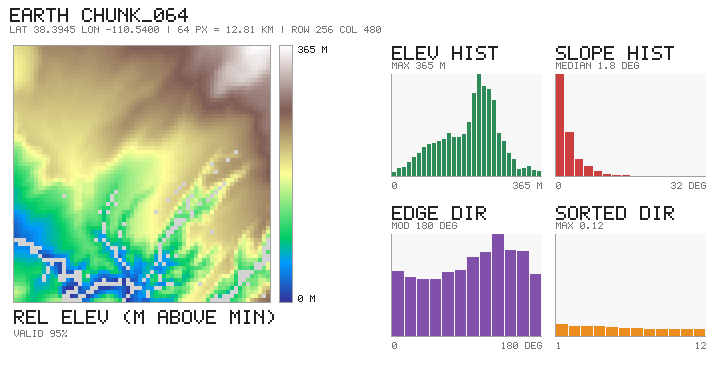 EARTH CHUNK_064
LAT 38.3945 LON -110.5400 | 64 PX = 12.81 KM | ROW 256 COL 480
365 M
0 M
REL ELEV (M ABOVE MIN)
VALID 95%
ELEV HIST
MAX 365 M
0 365 M
SLOPE HIST
MEDIAN 1.8 DEG
0 32 DEG
EDGE DIR
MOD 180 DEG
0 180 DEG
SORTED DIR
MAX 0.12
1 12